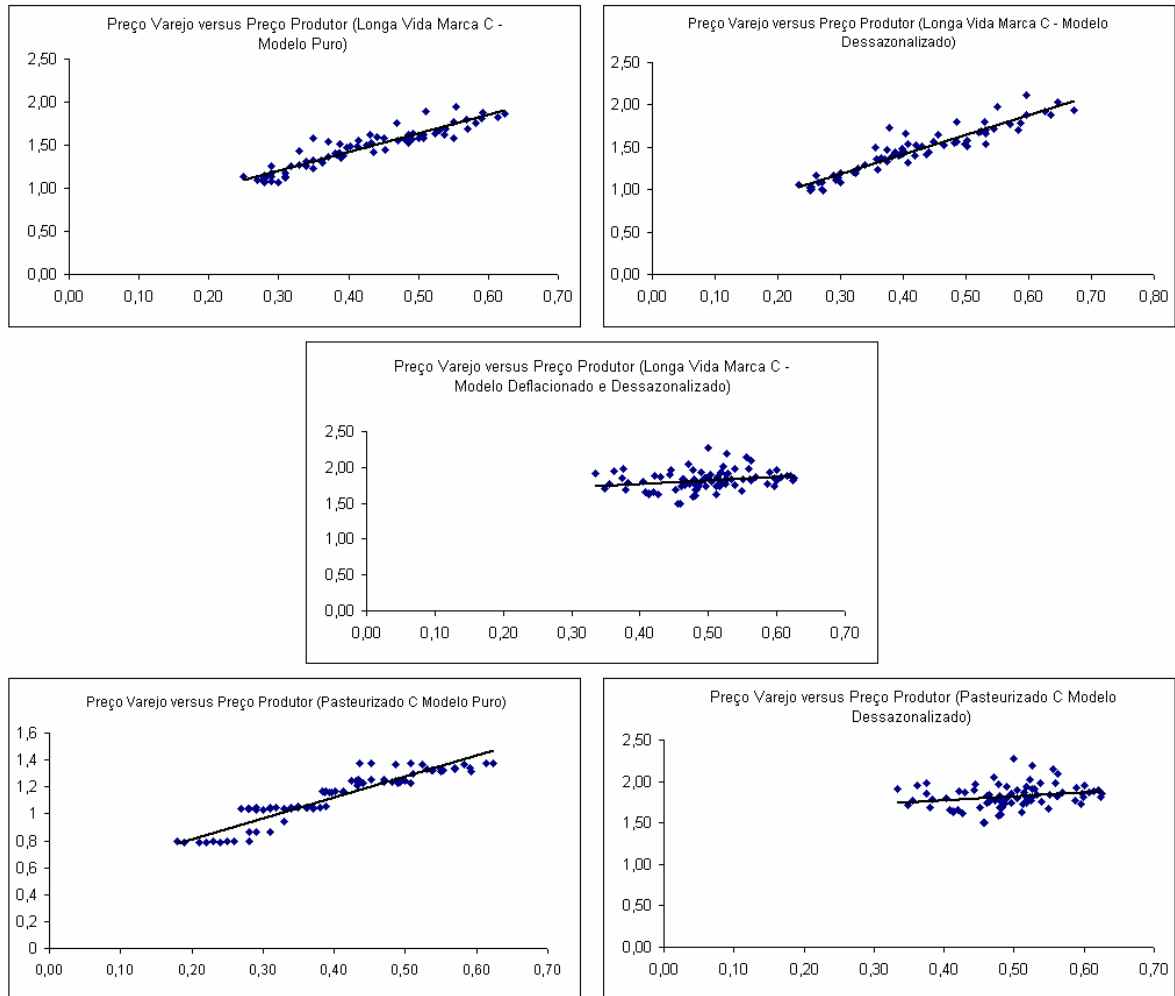 Preço Varejo versus Preço Produtor (Longa Vida Marca C -
Modelo Puro)
2,50
2,00
1,50
1,00
0,50
0,00
0,00 0,10 0,20 0,30 0,40 0,50 0,60 0,70
Preço Varejo versus Preço Produtor (Longa Vida Marca C - Modelo
Dessazonalizado)
2,50
2,00
1,50
1,00
0,50
0,00
0,00 0,10 0,20 0,30 0,40 0,50 0,60 0,70 0,80
Preço Varejo versus Preço Produtor (Longa Vida Marca C -
Modelo Deflacionado e Dessazonalizado)
2,50
2,00
1,50
1,00
0,50
0,00
0,00 0,10 0,20 0,30 0,40 0,50 0,60 0,70
Preço Varejo versus Preço Produtor (Pasteurizado C Modelo Puro)
1,6
1,4
1,2
1
0,8
0,6
0,4
0,2
0
0,00 0,10 0,20 0,30 0,40 0,50 0,60 0,70
Preço Varejo versus Preço Produtor (Pasteurizado C Modelo
Dessazonalizado)
2,50
2,00
1,50
1,00
0,50
0,00
0,00 0,10 0,20 0,30 0,40 0,50 0,60 0,70